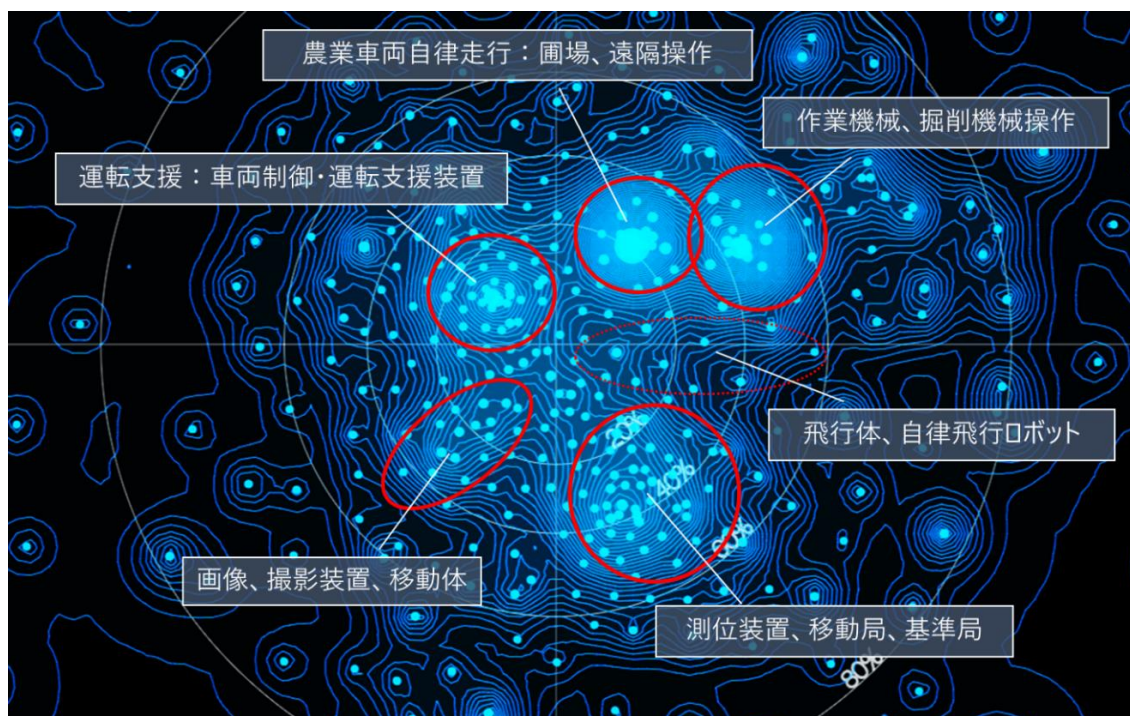 農業車両自律走行：圃場、遠隔操作
作業機械、掘削機械操作
運転支援：車両制御・運転支援装置
飛行体、自律飛行ロボット
20%
40%
60%
画像、撮影装置、移動体
測位装置、移動局、基準局
80%